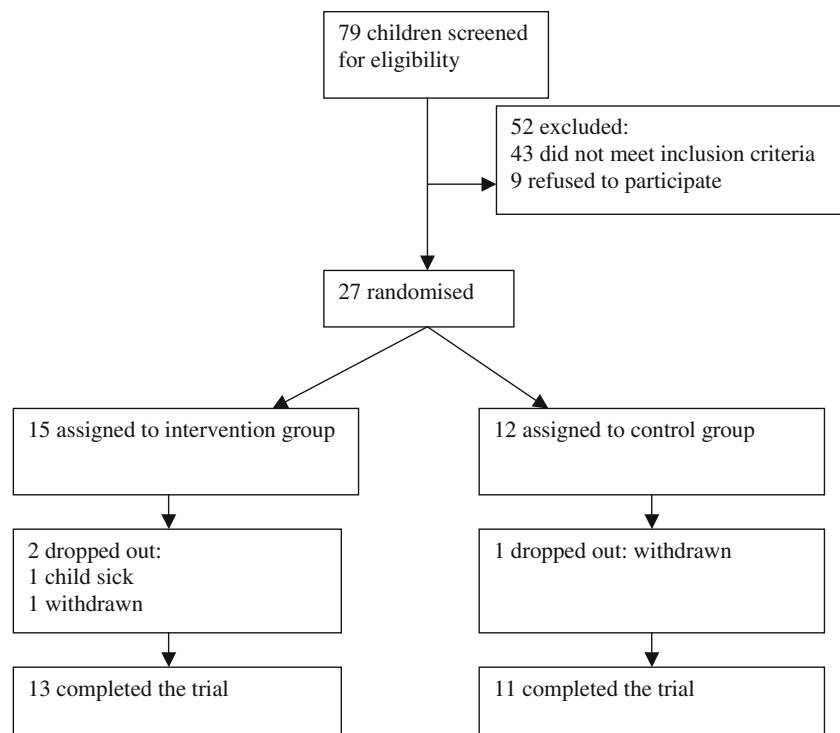 79 children screened
for eligibility
52 excluded:
43 did not meet inclusion criteria
9 refused to participate
27 randomised
15 assigned to intervention group
12 assigned to control group
2 dropped out:
1 child sick
1 withdrawn
1 dropped out: withdrawn
13 completed the trial
11 completed the trial